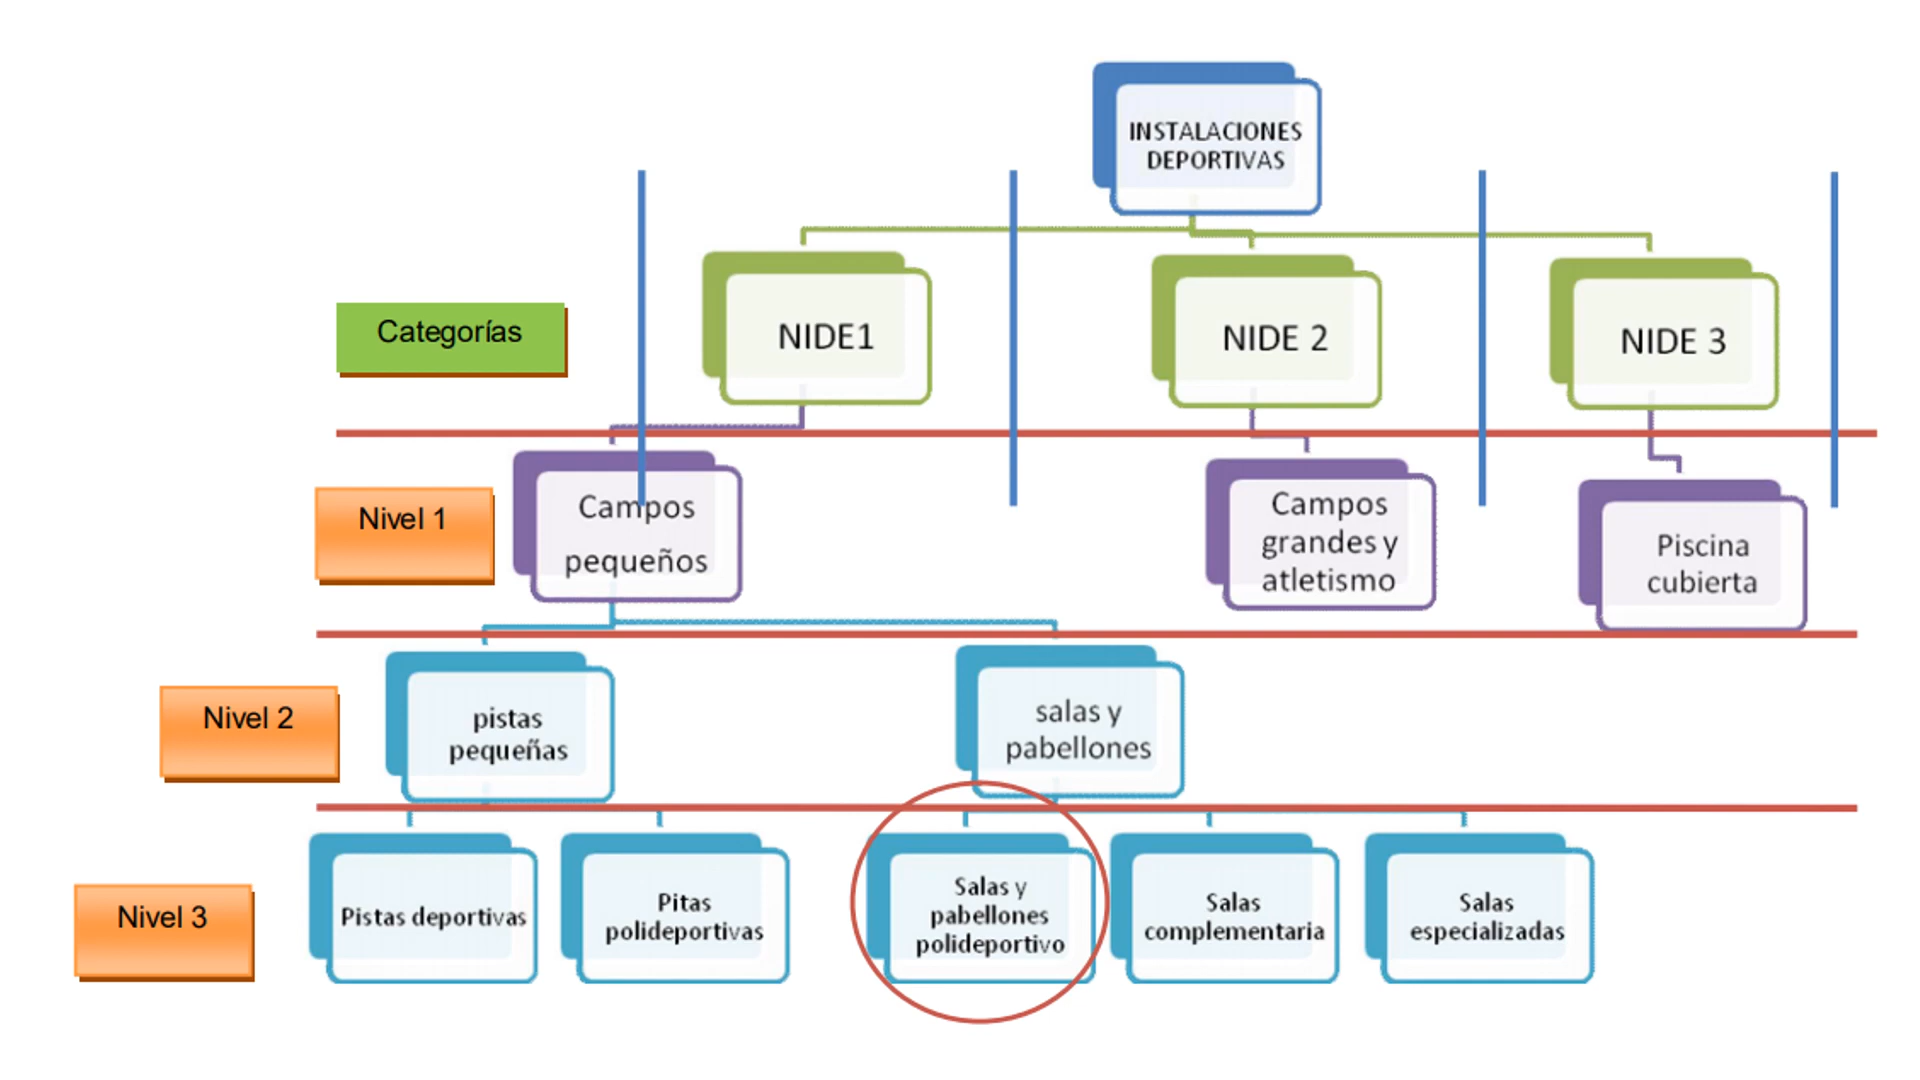 INSTALACIONES
DEPORTIVAS
Categorías
NIDE1
NIDE 2
NIDE 3
Nivel 1
Campos
pequeños
Campos
grandes y
atletismo
Piscina
cubierta
Nivel 2
pistas
pequeñas
salas y
pabellones
Nivel 3
Pistas deportivas
Pitas
polideportivas
Salas y
pabellones
polideportivo
Salas
complementaria
Salas
especializadas